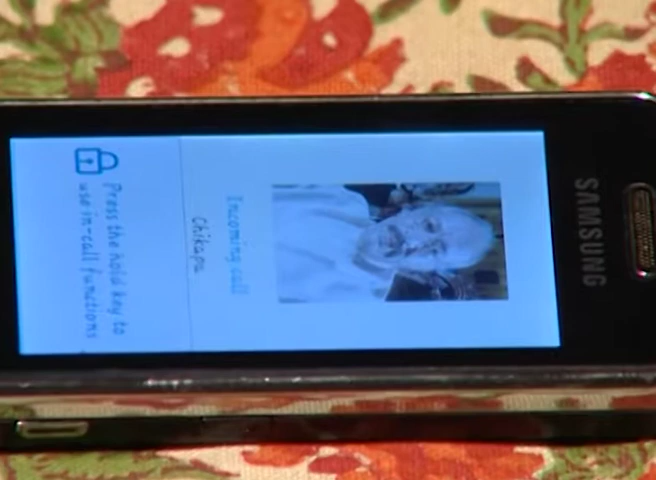 SAMSUNG
Incoming call
Chikapu
Press the hold key to
use in-call functions